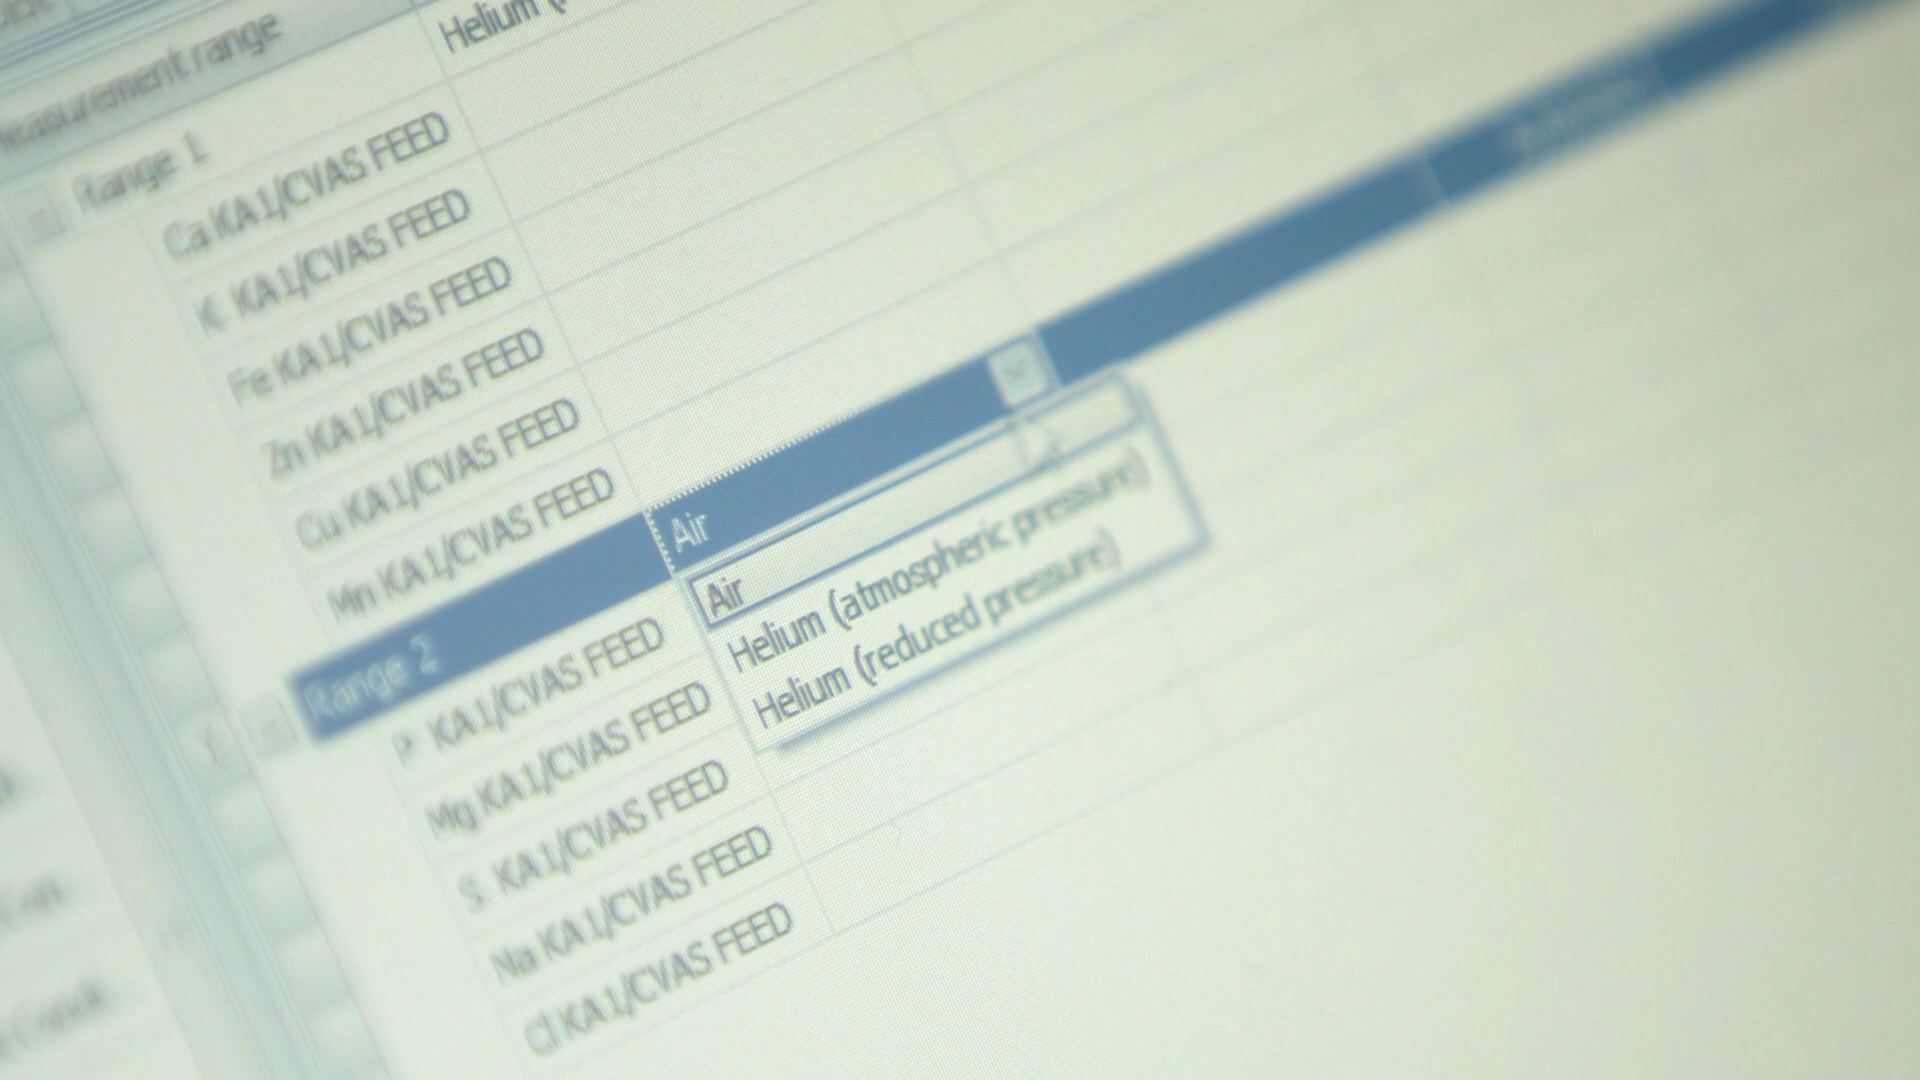 Measurement range
Helium (
Range 1
Ca KA1/CVAS FEED
K KA1/CVAS FEED
Fe KA1/CVAS FEED
Zn KA1/CVAS FEED
Cu KA1/CVAS FEED
Mn KA1/CVAS FEED
Range 2 Air
Air
Helium (atmospheric pressure)
Helium (reduced pressure)
P KA1/CVAS FEED
Mg KA1/CVAS FEED
S KA1/CVAS FEED
Na KA1/CVAS FEED
Cl KA1/CVAS FEED